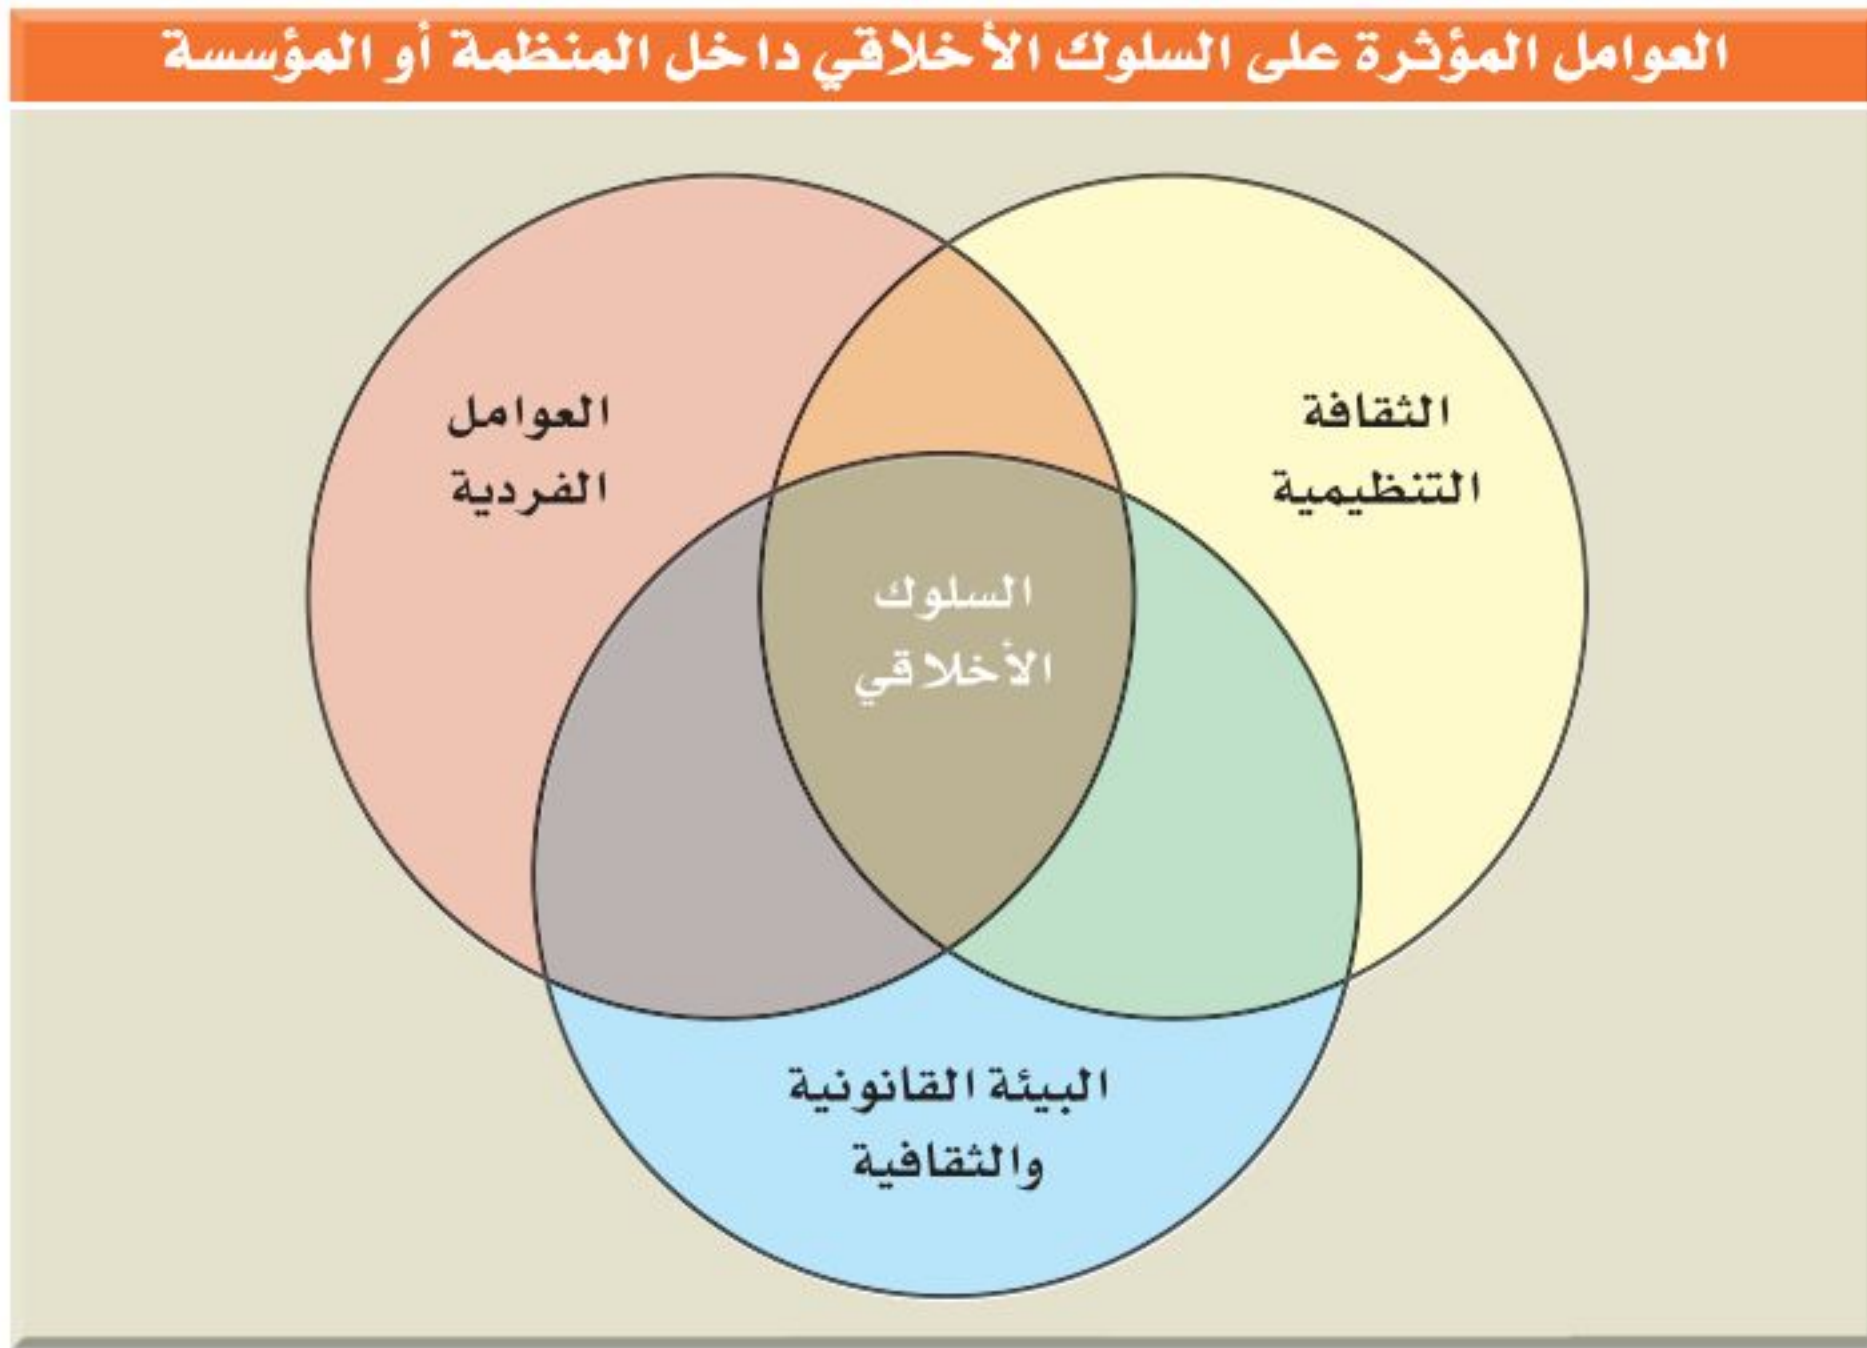 العوامل المؤثرة على السلوك الأخلاقي داخل المنظمة أو المؤسسة
الثقافة
التنظيمية
العوامل
الفردية
السلوك
الأخلاقي
البيئة القانونية
والثقافية